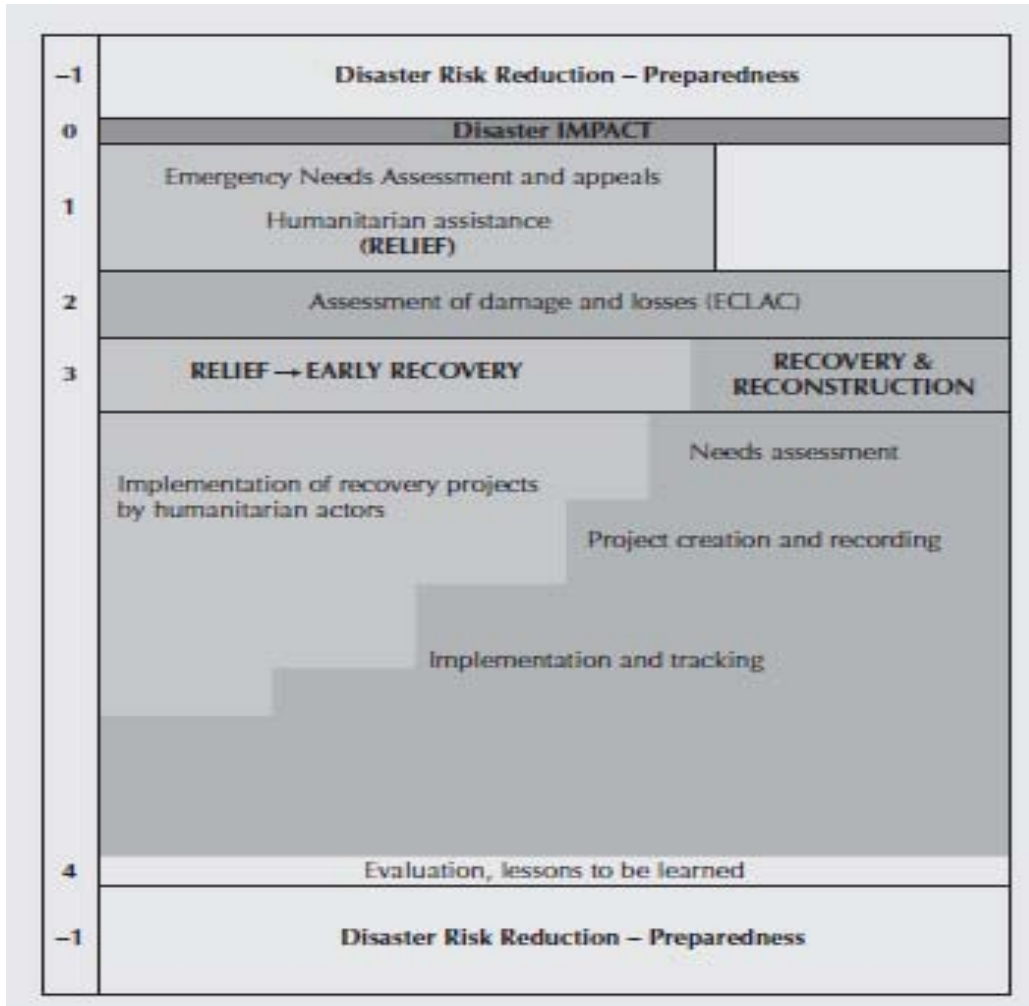 –1
Disaster Risk Reduction – Preparedness
0
Disaster IMPACT
1
Emergency Needs Assessment and appeals
Humanitarian assistance
(RELIEF)
2
Assessment of damage and losses (ECLAC)
3
RELIEF → EARLY RECOVERY
RECOVERY &
RECONSTRUCTION
Needs assessment
Implementation of recovery projects
by humanitarian actors
Project creation and recording
Implementation and tracking
4
Evaluation, lessons to be learned
–1
Disaster Risk Reduction – Preparedness